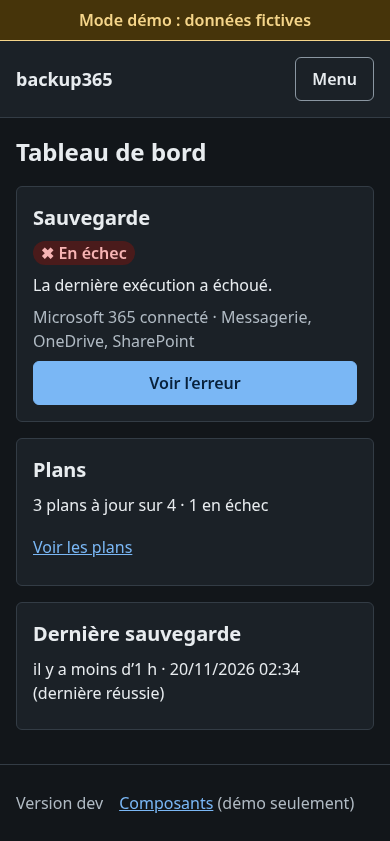 Mode démo : données fictives
backup365
Menu
Tableau de bord
Sauvegarde
✖ En échec
La dernière exécution a échoué.
Microsoft 365 connecté · Messagerie,
OneDrive, SharePoint
Voir l’erreur
Plans
3 plans à jour sur 4 · 1 en échec
Voir les plans
Dernière sauvegarde
il y a moins d’1 h · 20/11/2026 02:34
(dernière réussie)
Version dev Composants (démo seulement)